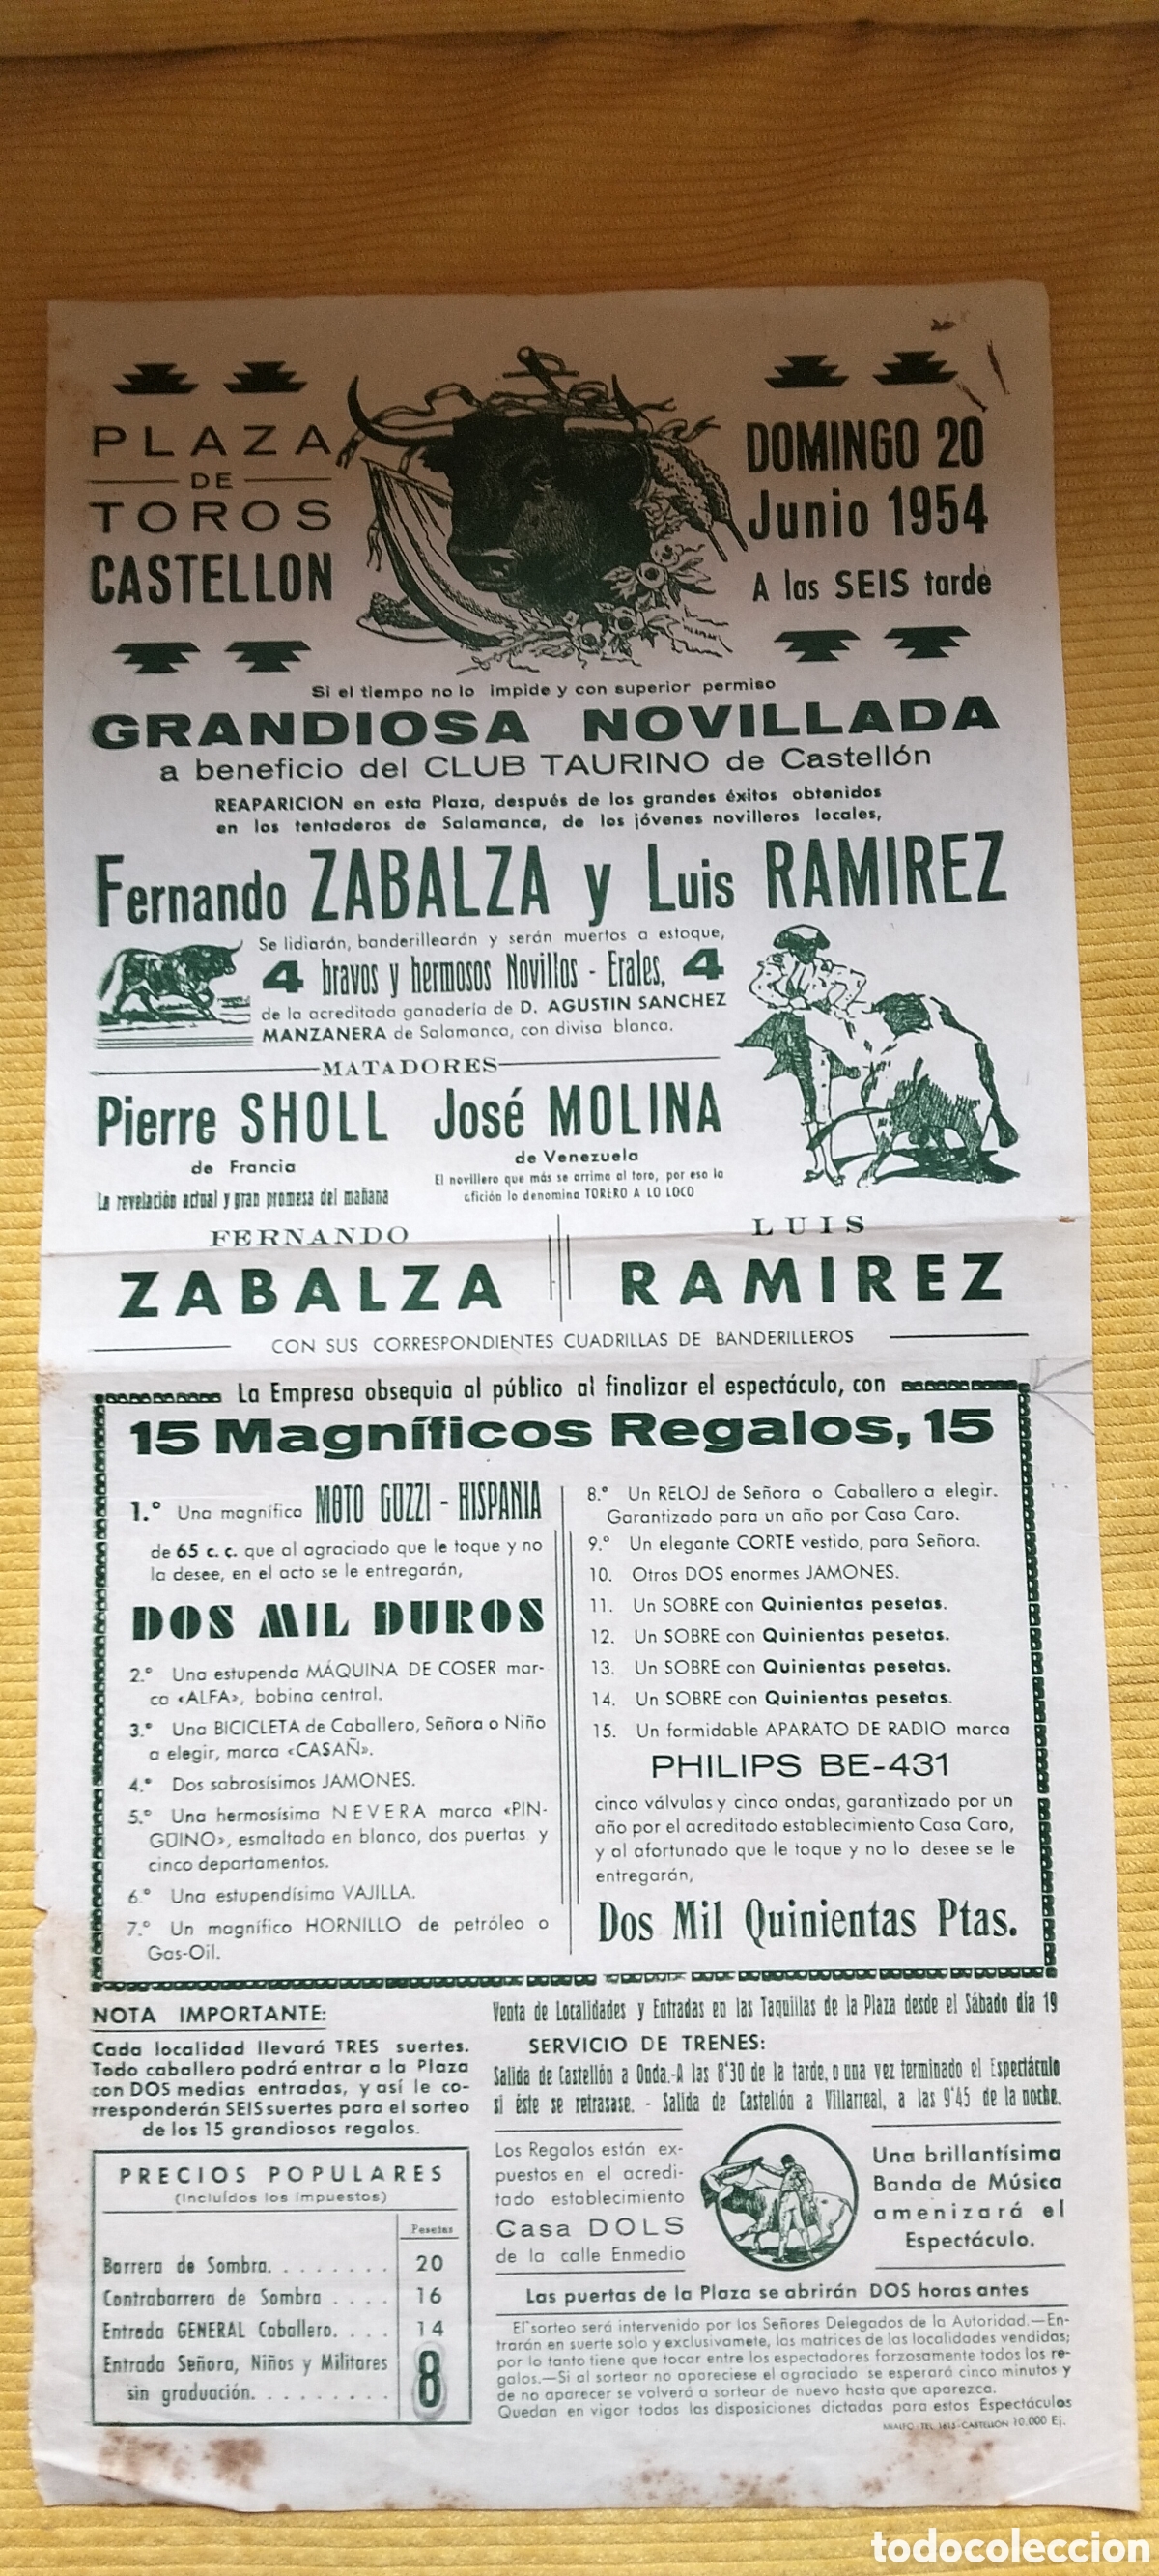 PLAZA
DE
TOROS
CASTELLON
DOMINGO 20
Junio 1954
A las SEIS tarde
Si el tiempo no lo impide y con superior permiso
GRANDIOSA NOVILLADA
a beneficio del CLUB TAURINO de Castellón
REAPARICION en esta Plaza, después de los grandes éxitos obtenidos
en los tentaderos de Salamanca, de los jóvenes novilleros locales,
Fernando ZABALZA y Luis RAMIREZ
Se lidiarán, banderillearán y serán muertos a estoque,
4 bravos y hermosos Novillos - Erales, 4
de la acreditada ganadería de D. AGUSTIN SANCHEZ
MANZANERA de Salamanca, con divisa blanca.
MATADORES
Pierre SHOLL
de Francia
La revelación actual y gran promesa del mañana
José MOLINA
de Venezuela
El novillero que más se arrima al toro, por eso la
afición lo denomina TORERO A LO LOCO
FERNANDO
ZABALZA
LUIS
RAMIREZ
CON SUS CORRESPONDIENTES CUADRILLAS DE BANDERILLEROS
La Empresa obsequia al público al finalizar el espectáculo, con
15 Magníficos Regalos, 15
1.º Una magnífica MOTO GUZZI - HISPANIA
de 65 c. c. que al agraciado que le toque y no
la desee, en el acto se le entregarán,
DOS MIL DUROS
2.º Una estupenda MÁQUINA DE COSER mar-
ca «ALFA», bobina central.
3.º Una BICICLETA de Caballero, Señora o Niño
a elegir, marca «CASAÑ».
4.º Dos sabrosísimos JAMONES.
5.º Una hermosísima NEVERA marca «PIN-
GÜINO», esmaltada en blanco, dos puertas y
cinco departamentos.
6.º Una estupendísima VAJILLA.
7.º Un magnífico HORNILLO de petróleo o
Gas-Oil.
8.º Un RELOJ de Señora o Caballero a elegir.
Garantizado para un año por Casa Caro.
9.º Un elegante CORTE vestido, para Señora.
10. Otros DOS enormes JAMONES.
11. Un SOBRE con Quinientas pesetas.
12. Un SOBRE con Quinientas pesetas.
13. Un SOBRE con Quinientas pesetas.
14. Un SOBRE con Quinientas pesetas.
15. Un formidable APARATO DE RADIO marca
PHILIPS BE-431
cinco válvulas y cinco ondas, garantizado por un
año por el acreditado establecimiento Casa Caro,
y al afortunado que le toque y no lo desee se le
entregarán,
Dos Mil Quinientas Ptas.
NOTA IMPORTANTE:
Cada localidad llevará TRES suertes.
Todo caballero podrá entrar a la Plaza
con DOS medias entradas, y así le co-
rresponderán SEIS suertes para el sorteo
de los 15 grandiosos regalos.
PRECIOS POPULARES
(Incluídos los impuestos)
Pesetas
Barrera de Sombra. . . . . . . . 20
Contrabarrera de Sombra . . . . 16
Entrada GENERAL Caballero. . . . 14
Entrada Señora, Niños y Militares
sin graduación. . . . . . . . . 8
Venta de Localidades y Entradas en las Taquillas de la Plaza desde el Sábado día 19
SERVICIO DE TRENES:
Salida de Castellón a Onda.-A las 8'30 de la tarde, o una vez terminado el Espectáculo
si éste se retrasase. - Salida de Castellón a Villarreal, a las 9'45 de la noche.
Los Regalos están ex-
puestos en el acredi-
tado establecimiento
Casa DOLS
de la calle Enmedio
Una brillantísima
Banda de Música
amenizará el
Espectáculo.
Las puertas de la Plaza se abrirán DOS horas antes
El sorteo será intervenido por los Señores Delegados de la Autoridad.—En-
trarán en suerte solo y exclusivamete, las matrices de las localidades vendidas;
por lo tanto tiene que tocar entre los espectadores forzosamente todos los re-
galos.—Si al sortear no apareciese el agraciado se esperará cinco minutos y
de no aparecer se volverá a sortear de nuevo hasta que aparezca.
Quedan en vigor todas las disposiciones dictadas para estos Espectáculos
MIALFO - TEL. 1615 - CASTELLÓN 10.000 Ej.
todocoleccion